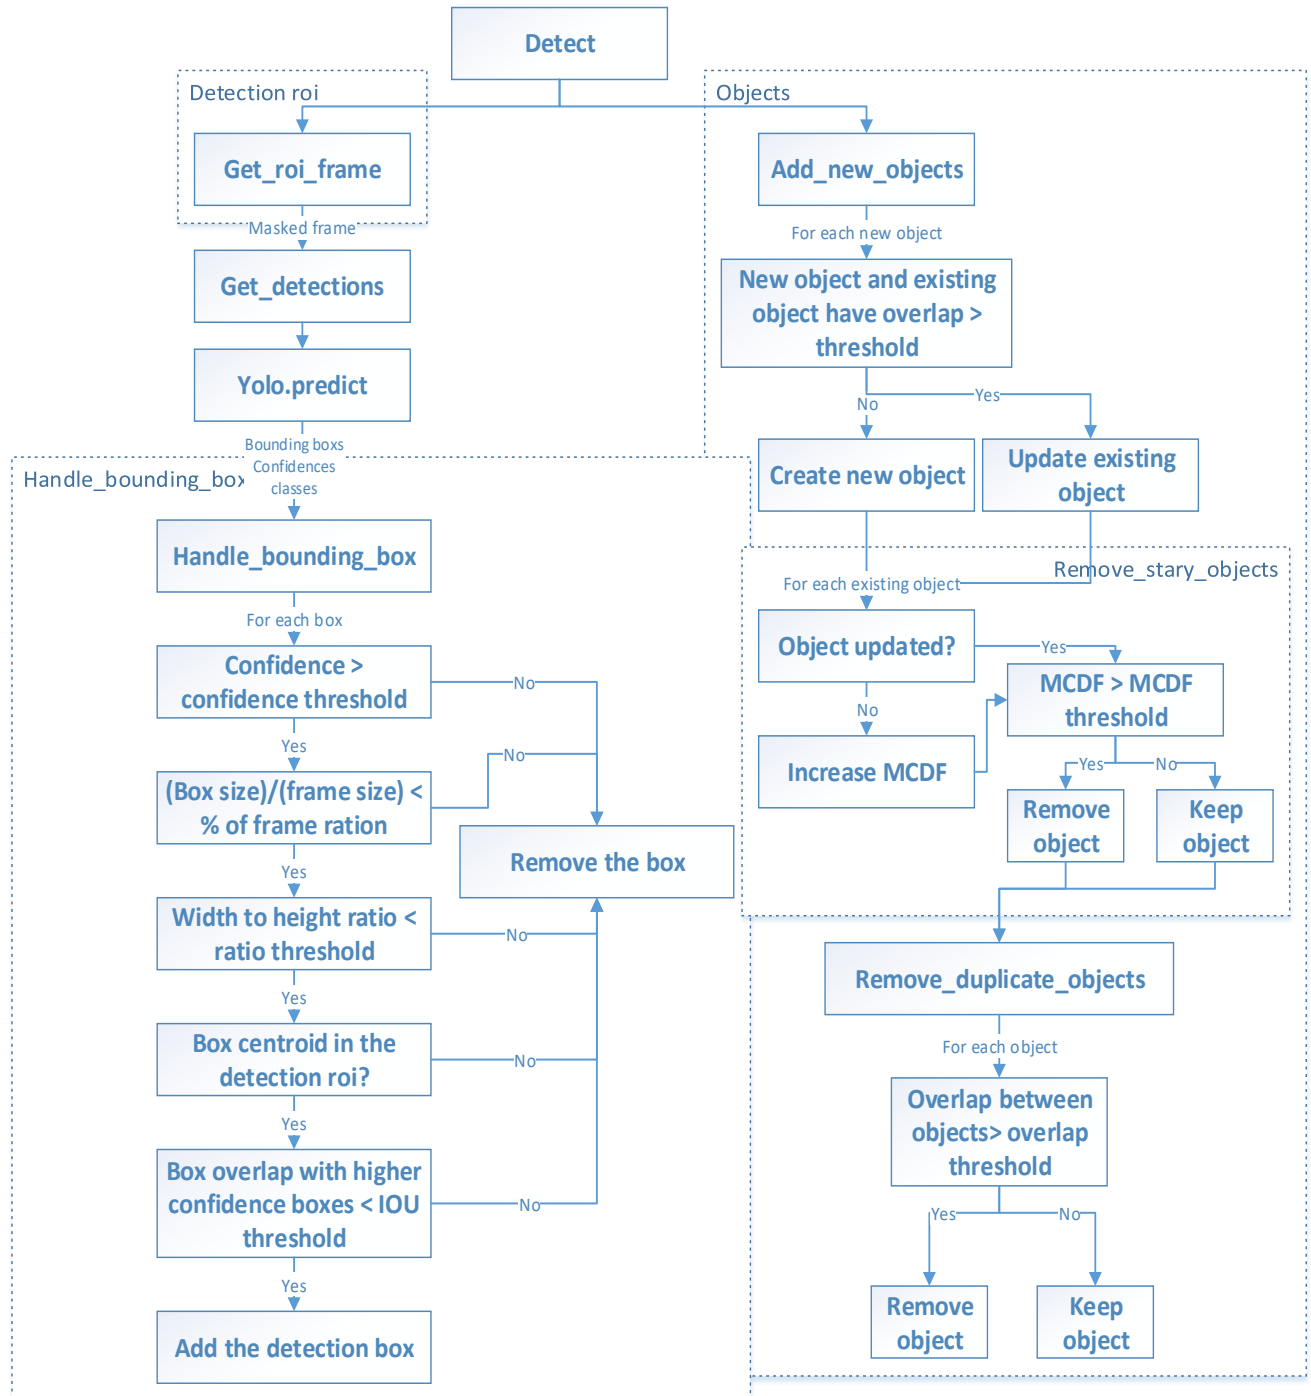 Detect
Detection roi
Get_roi_frame
Masked frame
Get_detections
Yolo.predict
Bounding boxs
Confidences
classes
Handle_bounding_box
Handle_bounding_box
For each box
Confidence >
confidence threshold
No
Yes
(Box size)/(frame size) <
% of frame ration
No
Yes
Remove the box
Width to height ratio <
ratio threshold
No
Yes
Box centroid in the
detection roi?
No
Yes
Box overlap with higher
confidence boxes < IOU
threshold
No
Yes
Add the detection box
Objects
Add_new_objects
For each new object
New object and existing
object have overlap >
threshold
No
Yes
Create new object
Update existing
object
Remove_stary_objects
For each existing object
Object updated?
Yes
No
MCDF > MCDF
threshold
Increase MCDF
Yes
No
Remove
object
Keep
object
Remove_duplicate_objects
For each object
Overlap between
objects> overlap
threshold
Yes
No
Remove
object
Keep
object